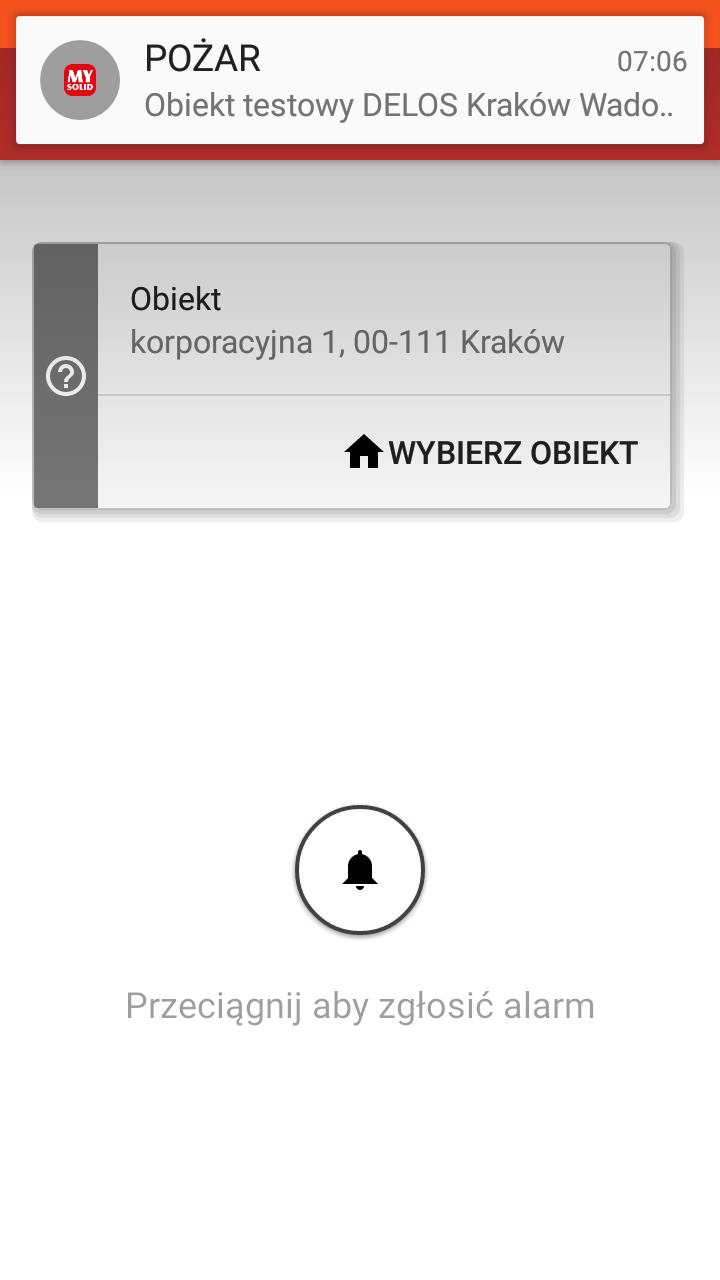 POŻAR
07:06
MY
SOLID
Obiekt testowy DELOS Kraków Wado..
Obiekt
korporacyjna 1, 00-111 Kraków
WYBIERZ OBIEKT
Przeciągnij aby zgłosić alarm